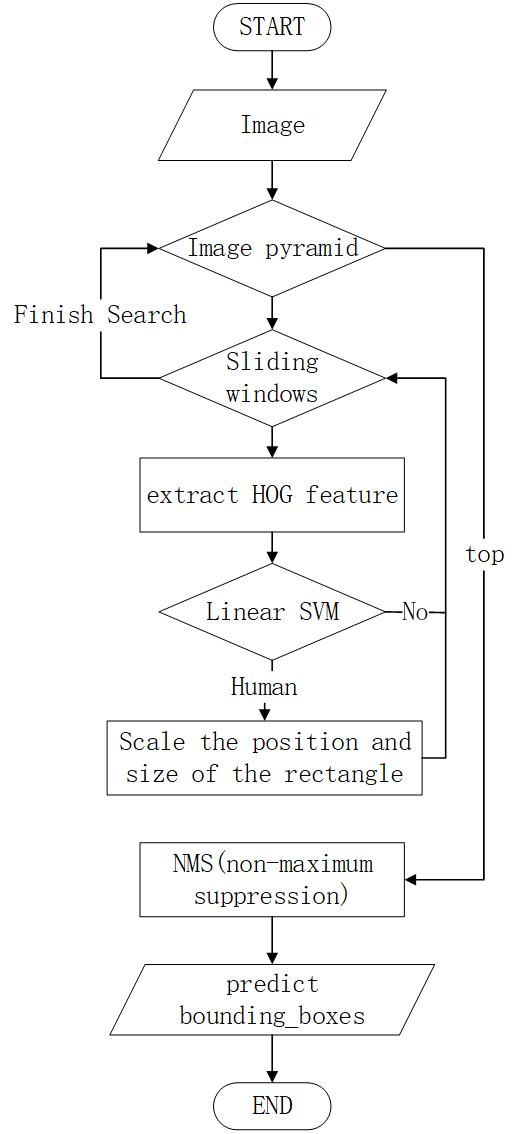 START
Image
Image pyramid
Finish Search
Sliding
windows
extract HOG feature
top
Linear SVM
No
Human
Scale the position and
size of the rectangle
NMS(non-maximum
suppression)
predict
bounding_boxes
END